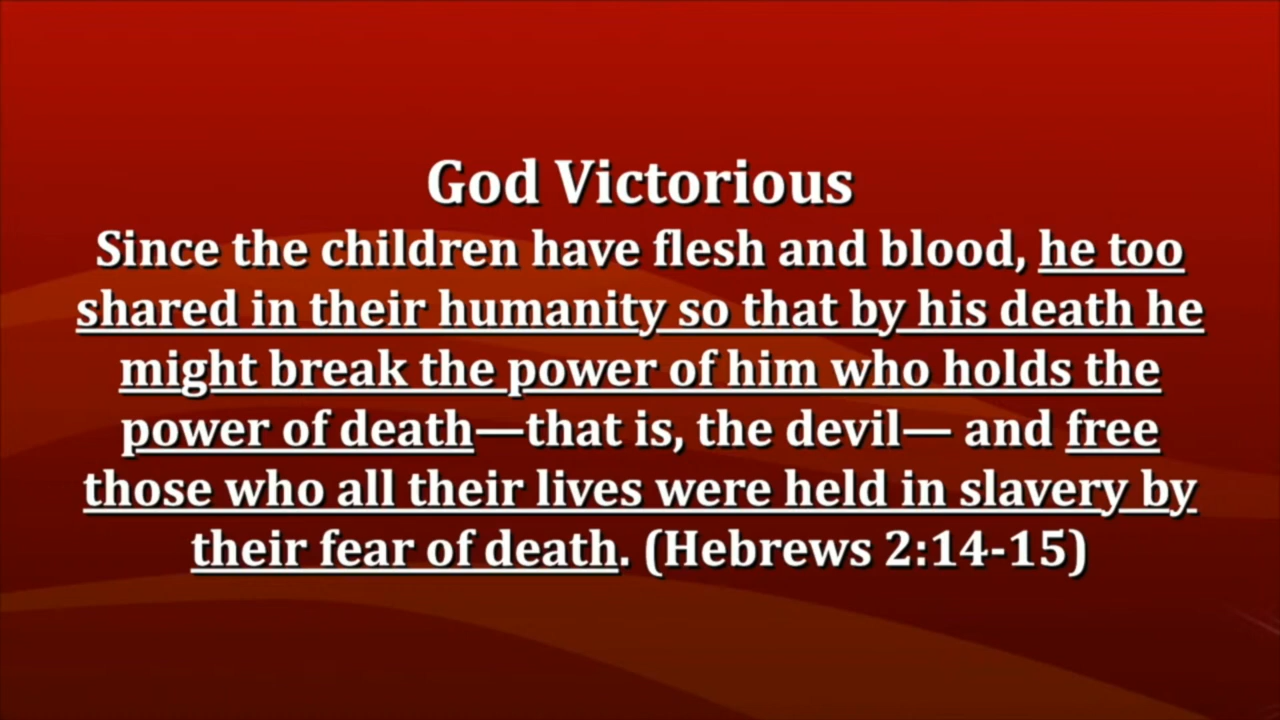 God Victorious
Since the children have flesh and blood, he too
shared in their humanity so that by his death he
might break the power of him who holds the
power of death—that is, the devil— and free
those who all their lives were held in slavery by
their fear of death. (Hebrews 2:14-15)